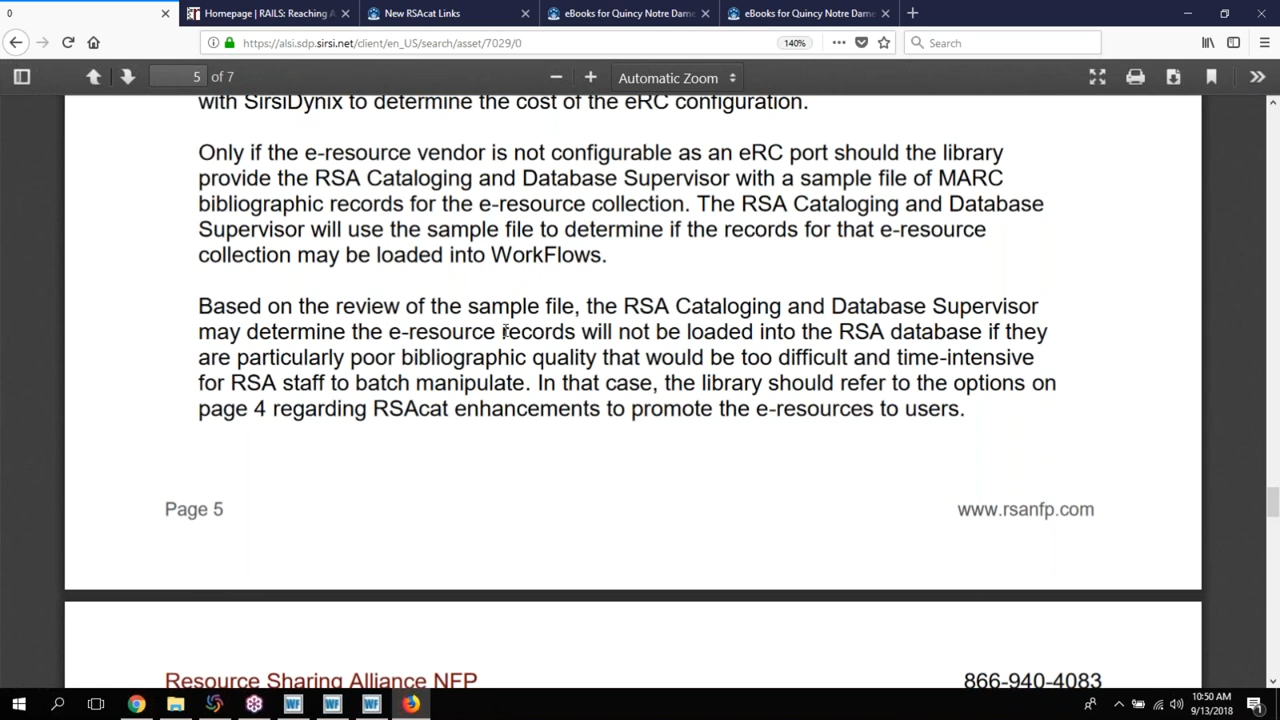 0
Homepage | RAILS: Reaching A
New RSAcat Links
eBooks for Quincy Notre Dame
eBooks for Quincy Notre Dame
https://alsi.sdp.sirsi.net/client/en_US/search/asset/7029/0
140%
Search
5 of 7
Automatic Zoom
with SirsiDynix to determine the cost of the eRC configuration.
Only if the e-resource vendor is not configurable as an eRC port should the library
provide the RSA Cataloging and Database Supervisor with a sample file of MARC
bibliographic records for the e-resource collection. The RSA Cataloging and Database
Supervisor will use the sample file to determine if the records for that e-resource
collection may be loaded into WorkFlows.
Based on the review of the sample file, the RSA Cataloging and Database Supervisor
may determine the e-resource records will not be loaded into the RSA database if they
are particularly poor bibliographic quality that would be too difficult and time-intensive
for RSA staff to batch manipulate. In that case, the library should refer to the options on
page 4 regarding RSAcat enhancements to promote the e-resources to users.
Page 5
www.rsanfp.com
Resource Sharing Alliance NFP
866-940-4083
WF
WF
WF
10:50 AM
9/13/2018
1